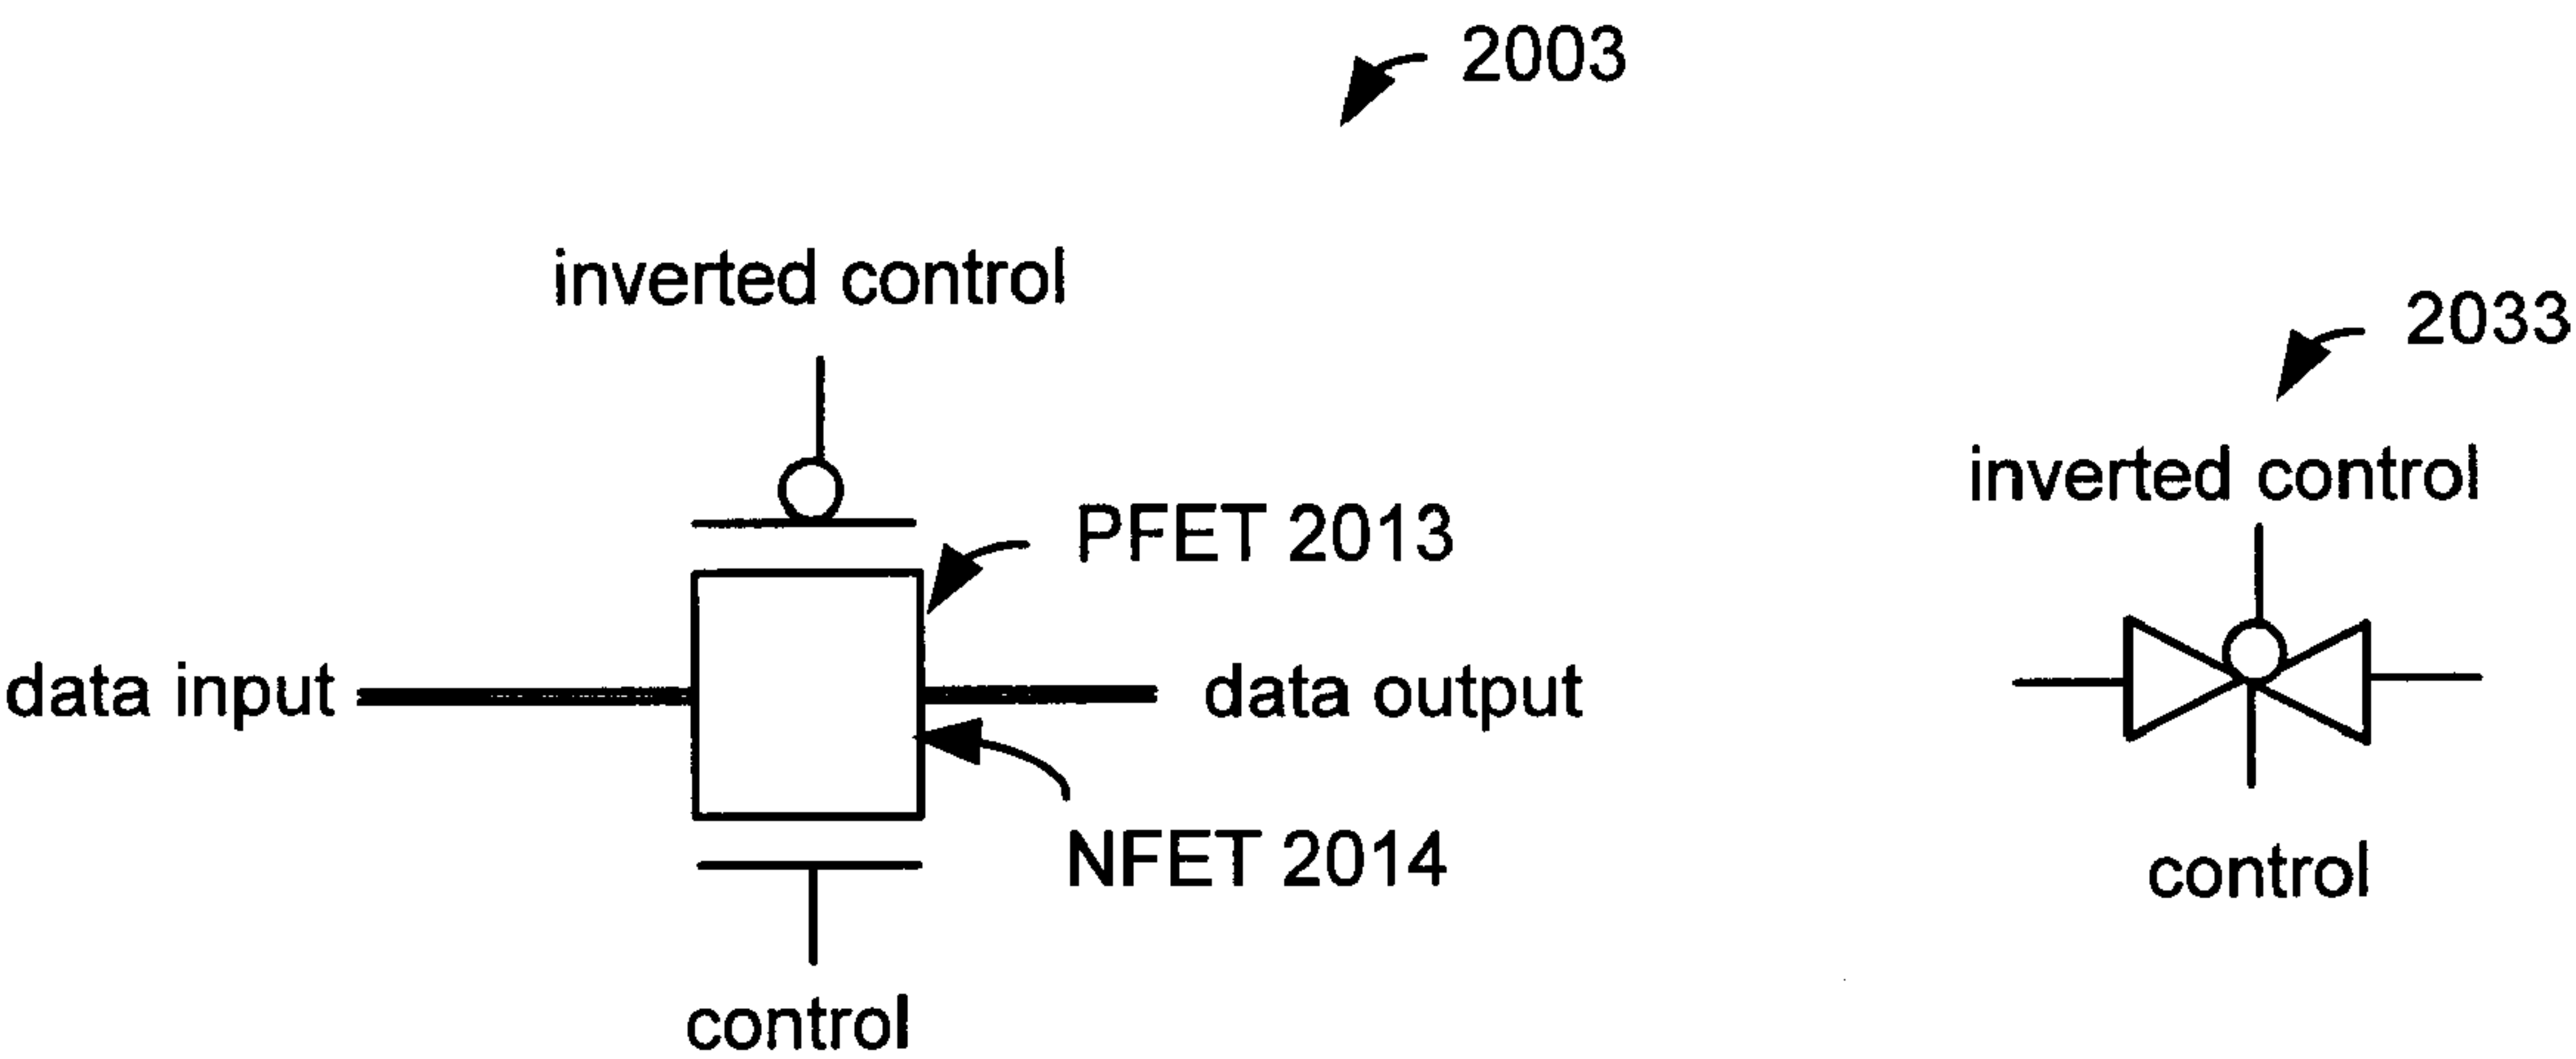 2003
inverted control
2033
inverted control
PFET 2013
data input
data output
NFET 2014
control
control